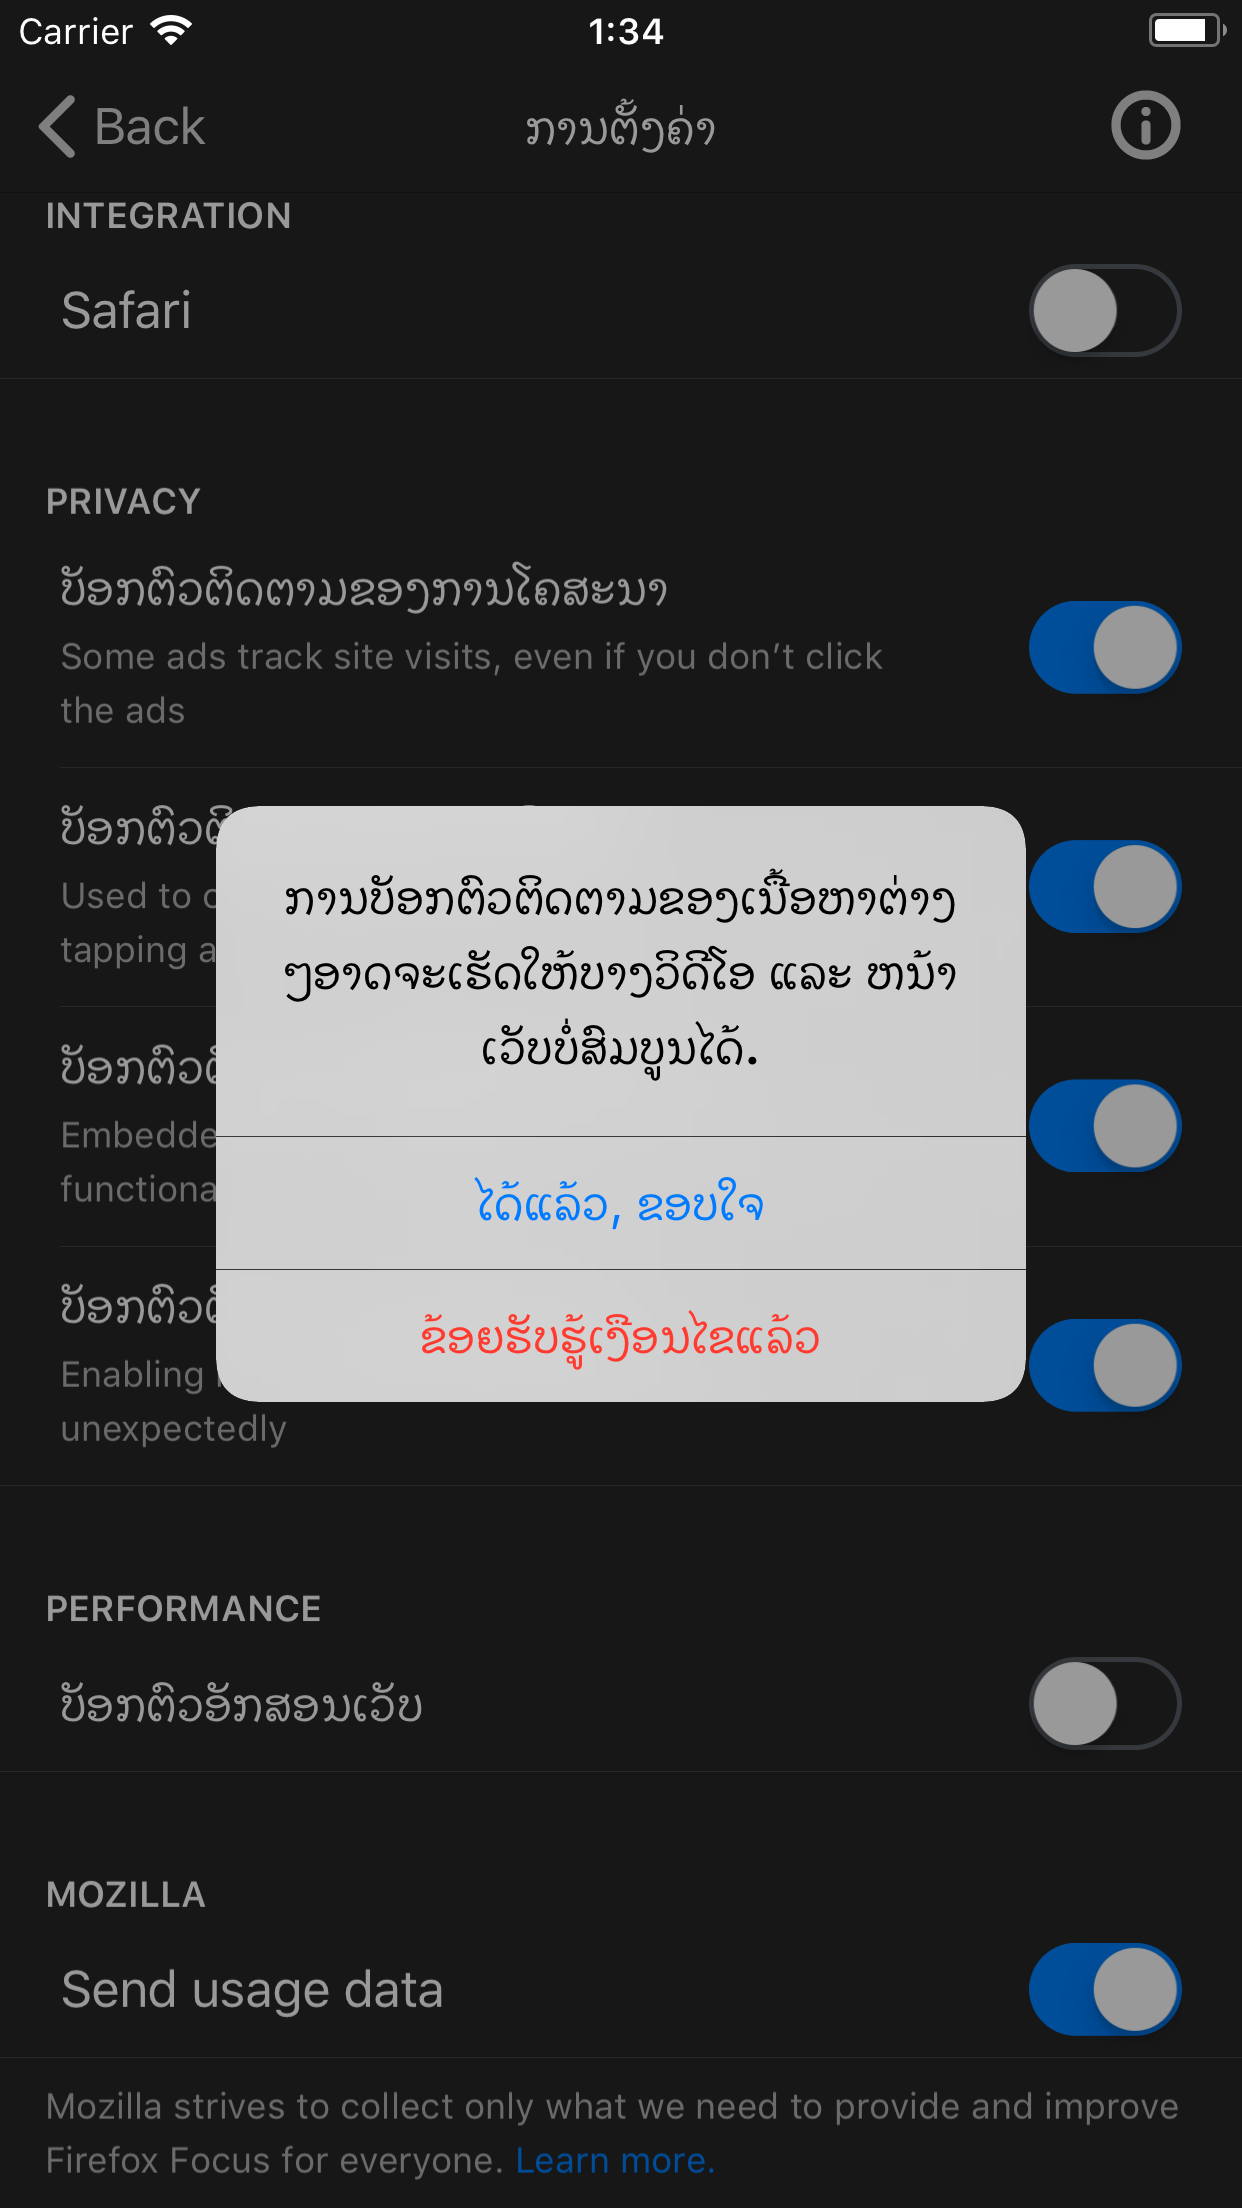 Carrier
1:34
Back
ການຕັ້ງຄ່າ
INTEGRATION
Safari
PRIVACY
ບັອກຕົວຕິດຕາມຂອງການໂຄສະນາ
Some ads track site visits, even if you don’t click
the ads
ບັອກຕົວ
Used to
tapping
ການບັອກຕົວຕິດຕາມຂອງເນື້ອຫາຕ່າງ
ໆອາດຈະເຮັດໃຫ້ບາງວິດີໂອ ແລະ ຫນ້າ
ເວັບບໍ່ສົມບູນໄດ້.
ບັອກຕົວ
Embedde
functiona
ໄດ້ແລ້ວ, ຂອບໃຈ
ບັອກຕົວ
ຂ້ອຍຮັບຮູ້ເງື່ອນໄຂແລ້ວ
Enabling
unexpectedly
PERFORMANCE
ບັອກຕົວອັກສອນເວັບ
MOZILLA
Send usage data
Mozilla strives to collect only what we need to provide and improve
Firefox Focus for everyone. Learn more.